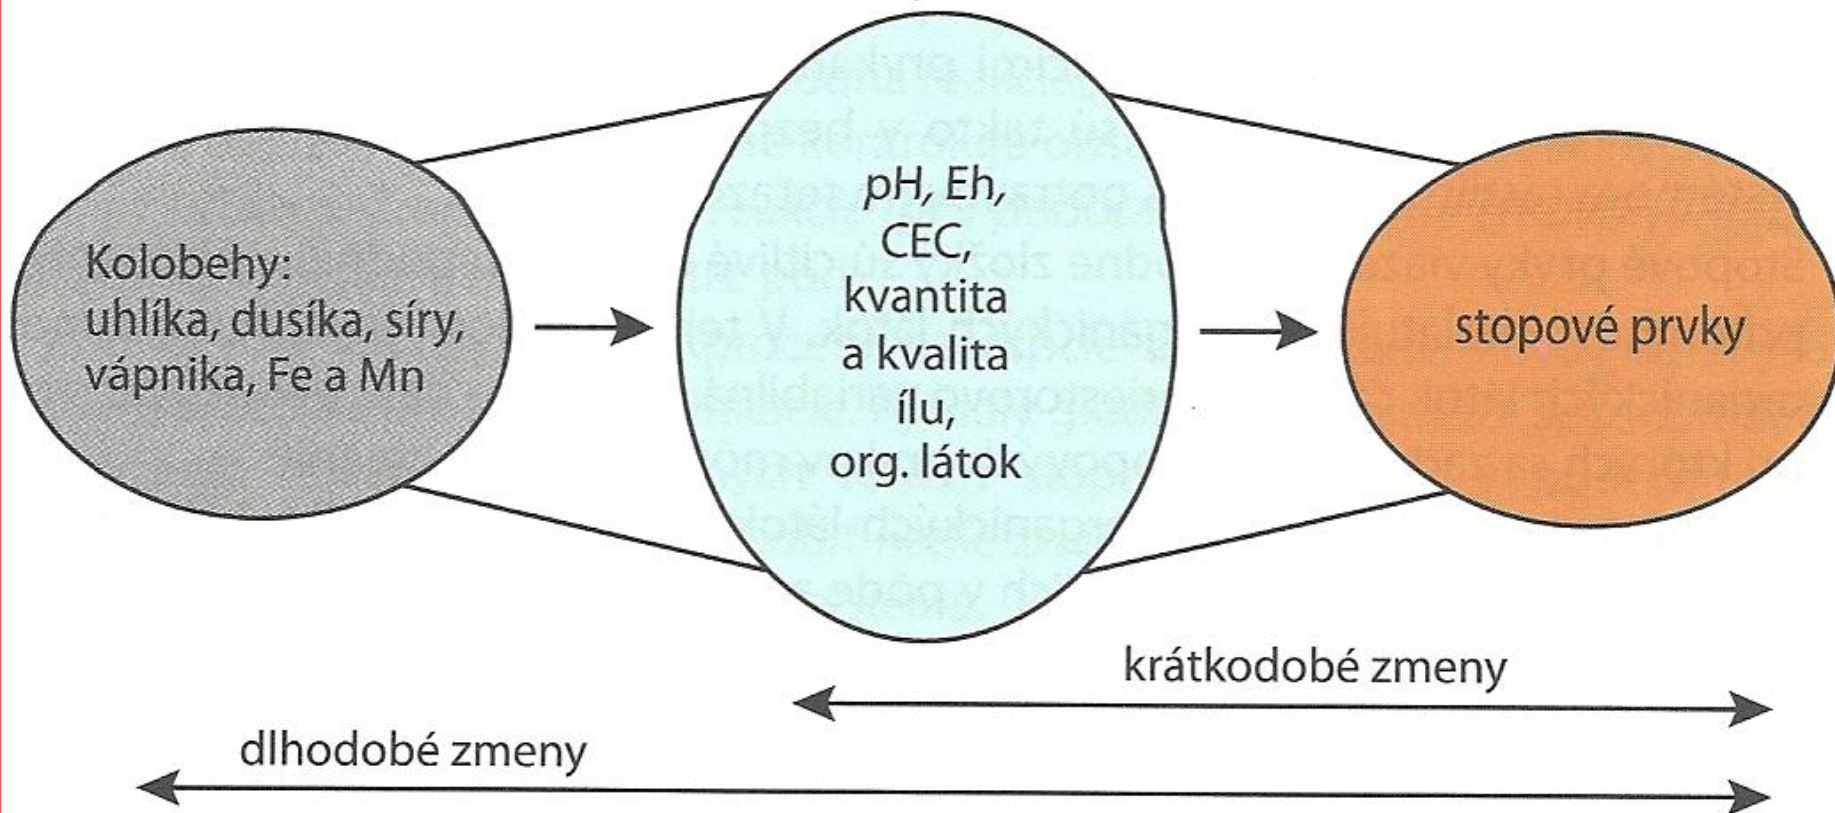 Kolobehy:
uhlíka, dusíka, síry,
vápnika, Fe a Mn
pH, Eh,
CEC,
kvantita
a kvalita
ílu,
org. látok
stopové prvky
krátkodobé zmeny
dlhodobé zmeny